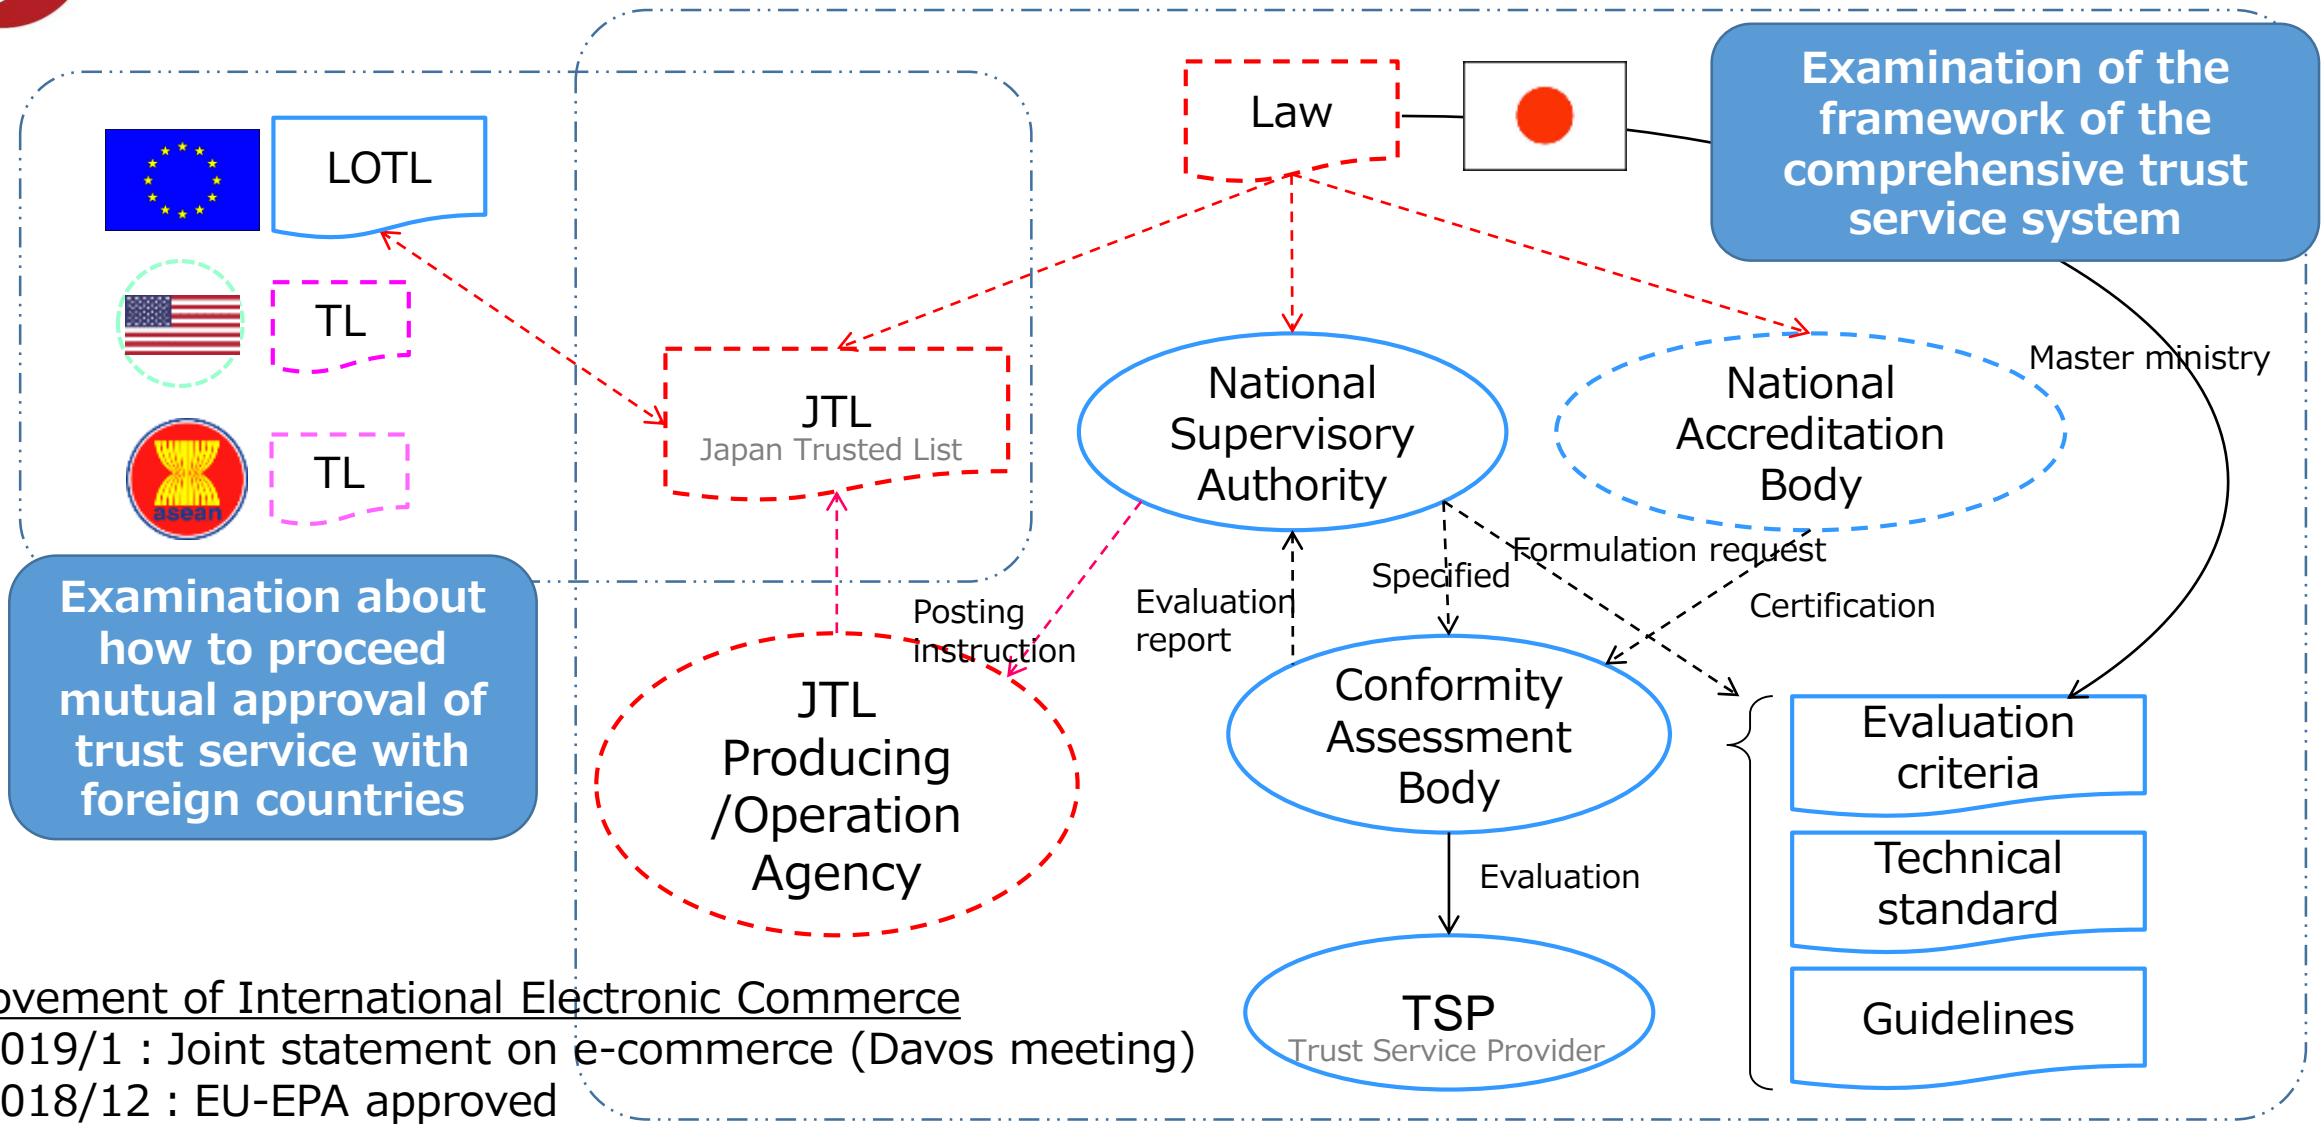 Law
Examination of the
framework of the
comprehensive trust
service system
LOTL
TL
TL
asean
JTL
Japan Trusted List
National
Supervisory
Authority
National
Accreditation
Body
Master ministry
Formulation request
Specified
Certification
Evaluation
report
Posting
instruction
Examination about
how to proceed
mutual approval of
trust service with
foreign countries
JTL
Producing
/Operation
Agency
Conformity
Assessment
Body
Evaluation
criteria
Technical
standard
Guidelines
Evaluation
TSP
Trust Service Provider
ovement of International Electronic Commerce
019/1 : Joint statement on e-commerce (Davos meeting)
018/12 : EU-EPA approved